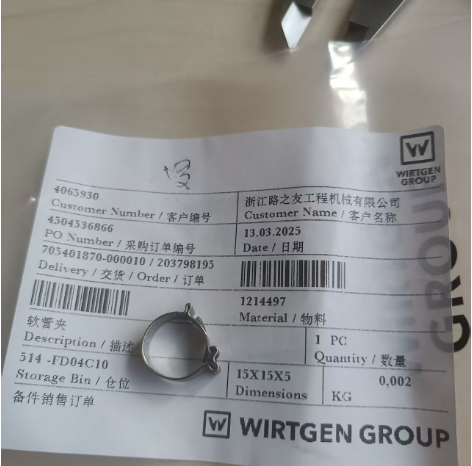 WIRTGEN
GROUP
4065930
Customer Number / 客户编号
浙江路之友工程机械有限公司
Customer Name / 客户名称
4504536866
PO Number / 采购订单编号
13.03.2025
Date / 日期
705401870-000010 / 203798195
Delivery / 交货 / Order / 订单
1214497
Material / 物料
软管夹
Description / 描述
1 PC
Quantity / 数量
514 -FD04C10
Storage Bin / 仓位
15X15X5
Dimensions
0,002
KG
备件销售订单
WIRTGEN GROUP